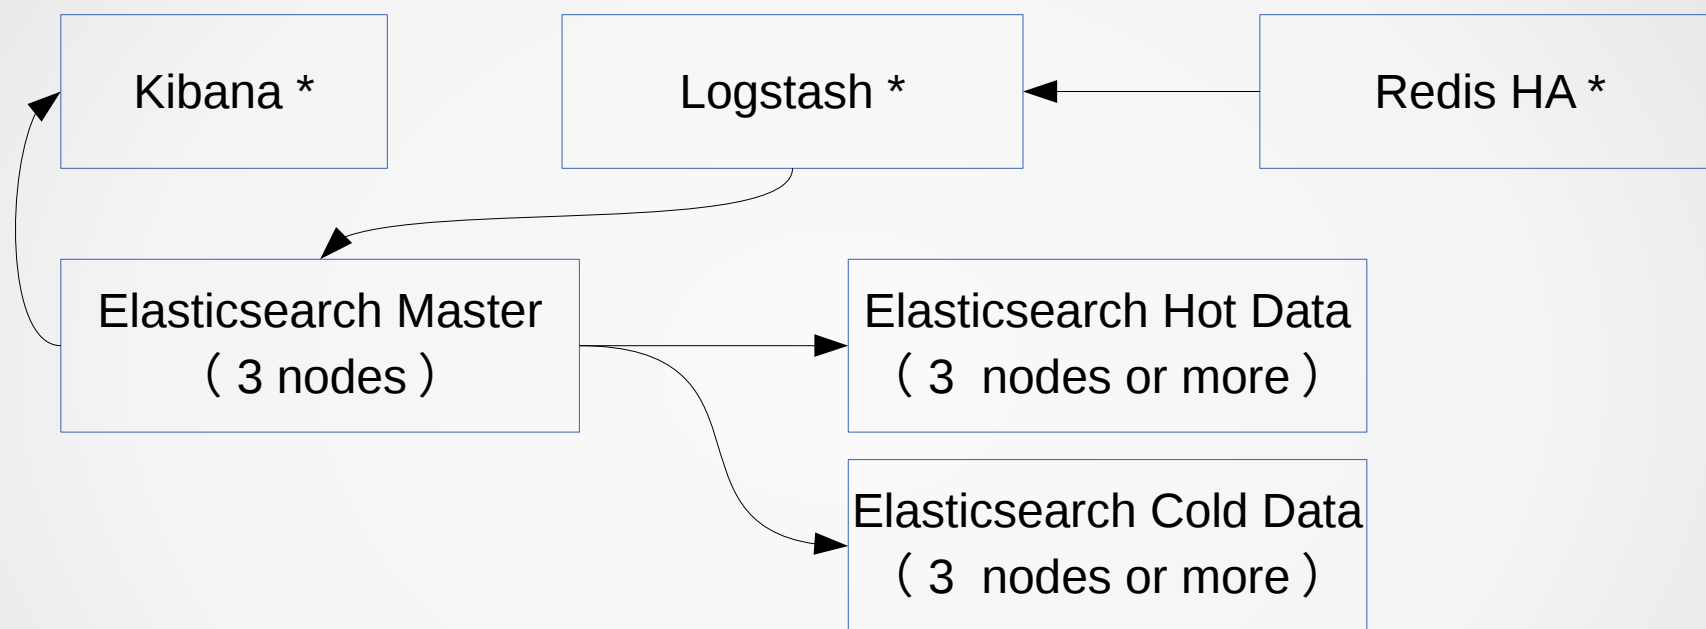 Kibana *
Logstash *
Redis HA *
Elasticsearch Master
( 3 nodes )
Elasticsearch Hot Data
( 3  nodes or more )
Elasticsearch Cold Data
( 3  nodes or more )